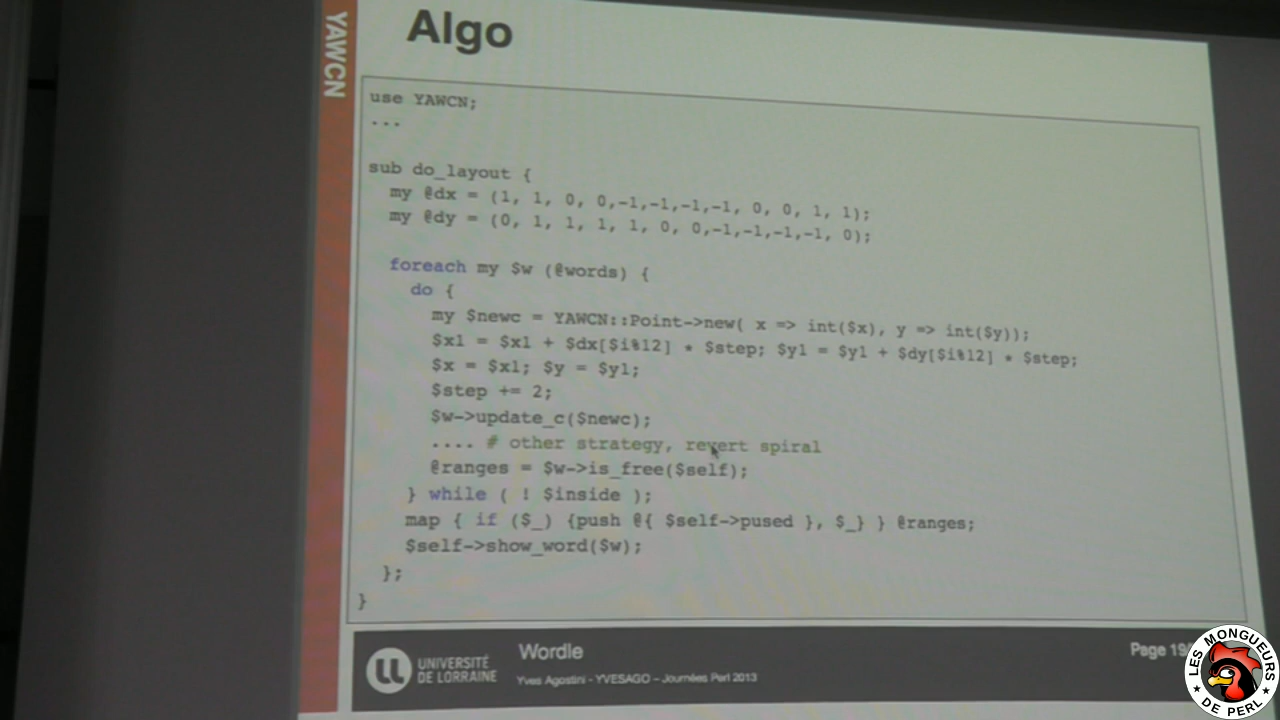 YAWCN
Algo
use YAWCN;
...
sub do_layout {
my @dx = (1, 1, 0, 0,-1,-1,-1,-1, 0, 0, 1, 1);
my @dy = (0, 1, 1, 1, 1, 0, 0,-1,-1,-1,-1, 0);
foreach my $w (@words) {
do {
my $newc = YAWCN::Point->new( x => int($x), y => int($y));
$x1 = $x1 + $dx[$i%12] * $step; $y1 = $y1 + $dy[$i%12] * $step;
$x = $x1; $y = $y1;
$step += 2;
$w->update_c($newc);
.... # other strategy, revert spiral
@ranges = $w->is_free($self);
} while ( ! $inside );
map { if ($_) {push @{ $self->pused }, $_} } @ranges;
$self->show_word($w);
};
}
UNIVERSITÉ
DE LORRAINE
Wordle
Yves Agostini - YVESAGO – Journées Perl 2013
Page
LES MONGUEURS
DE PERL